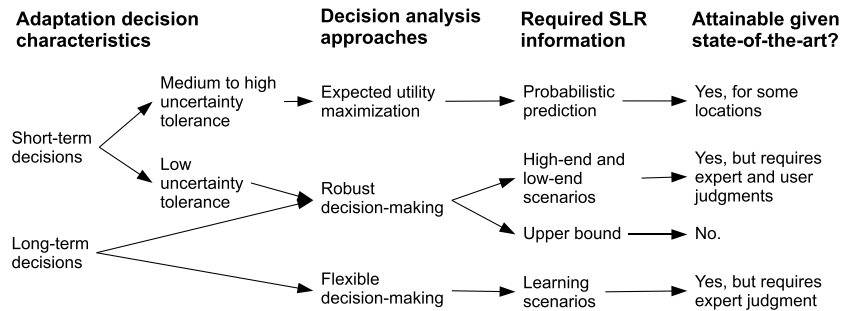 Adaptation decision
characteristics
Decision analysis
approaches
Required SLR
information
Attainable given
state-of-the-art?
Short-term
decisions
Medium to high
uncertainty
tolerance
Expected utility
maximization
Probabilistic
prediction
Yes, for some
locations
Low
uncertainty
tolerance
Robust
decision-making
High-end and
low-end
scenarios
Yes, but requires
expert and user
judgments
Upper bound
No.
Long-term
decisions
Flexible
decision-making
Learning
scenarios
Yes, but requires
expert judgment